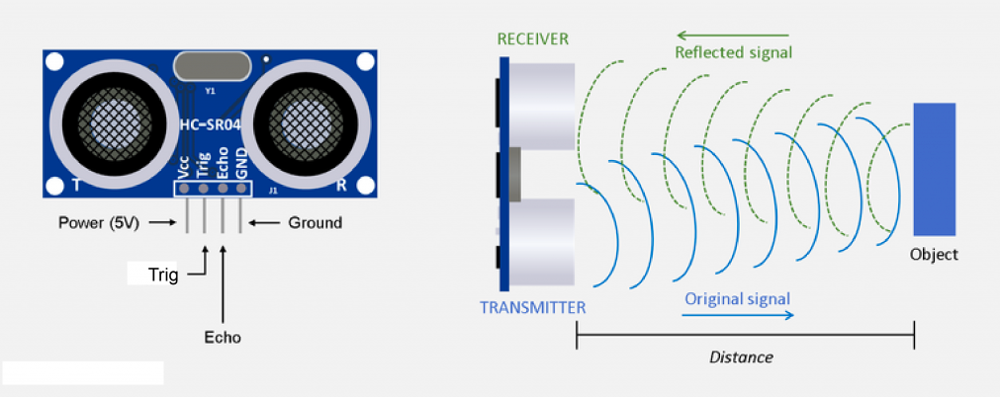 Y1
HC-SR04
Vcc
Trig
Echo
GND
T
J1
R
Power (5V)
Ground
Trig
Echo
RECEIVER
Reflected signal
Object
TRANSMITTER
Original signal
Distance